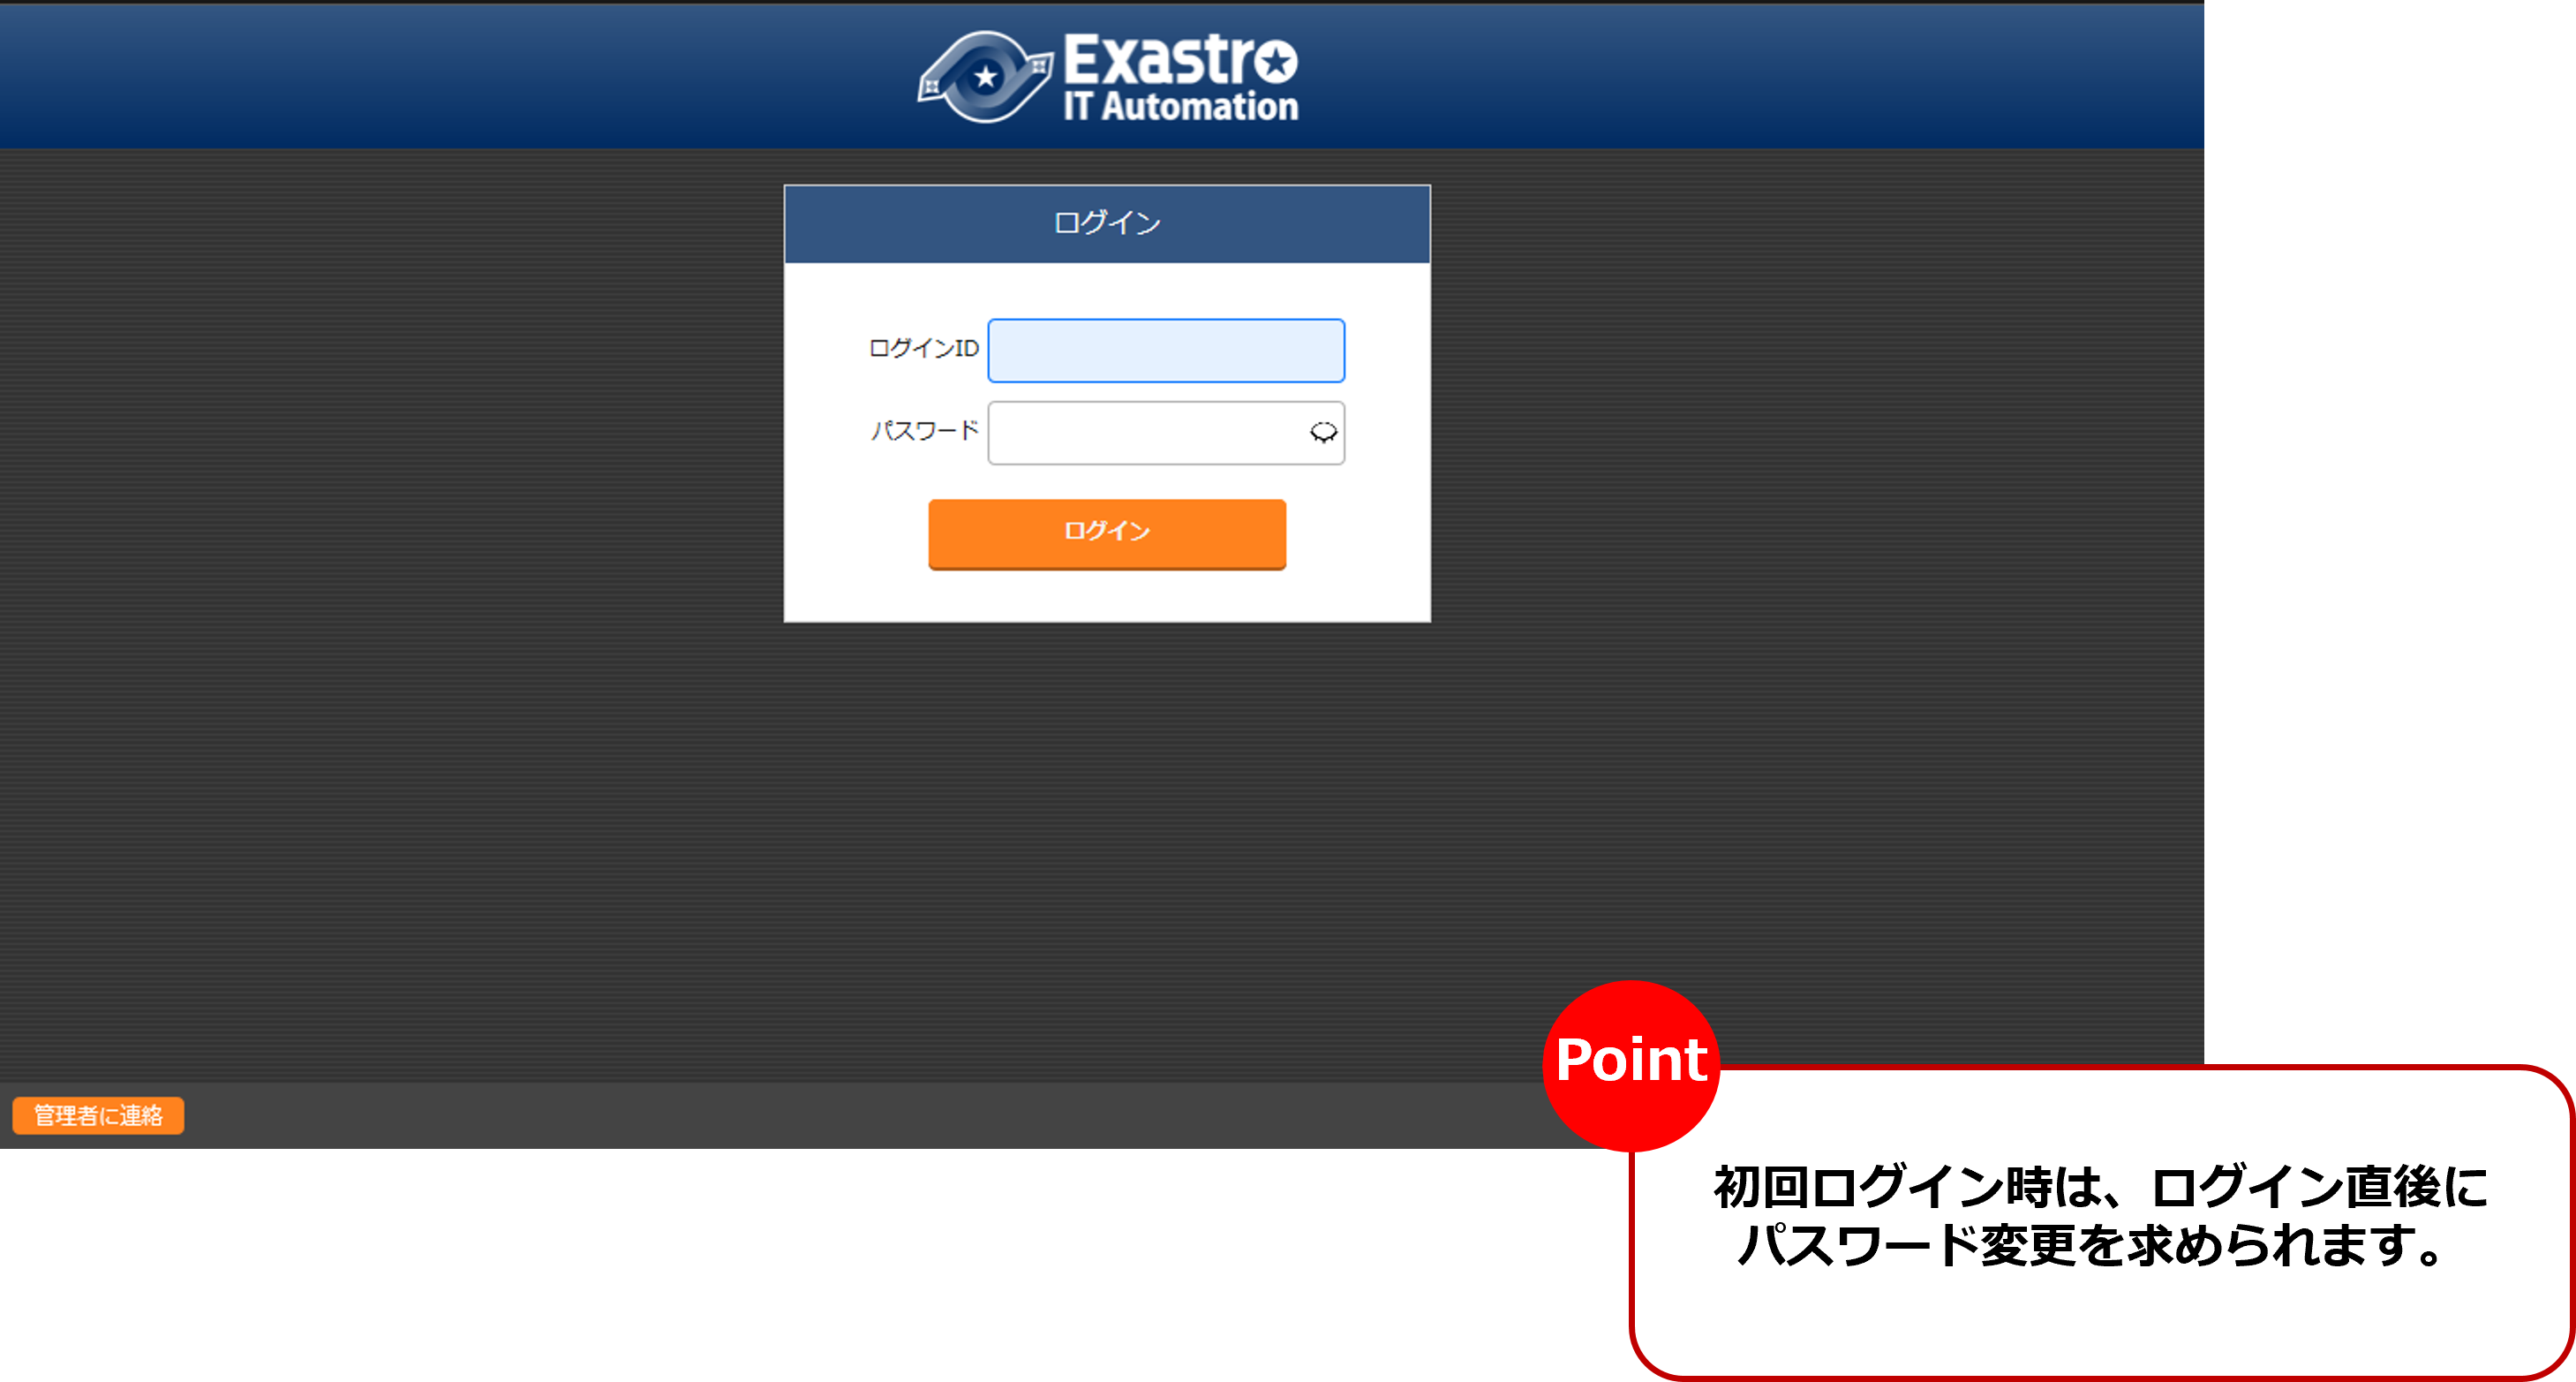 Exastro
IT Automation
ログイン
ログインID
パスワード
ログイン
管理者に連絡
Point
初回ログイン時は、ログイン直後に
パスワード変更を求められます。